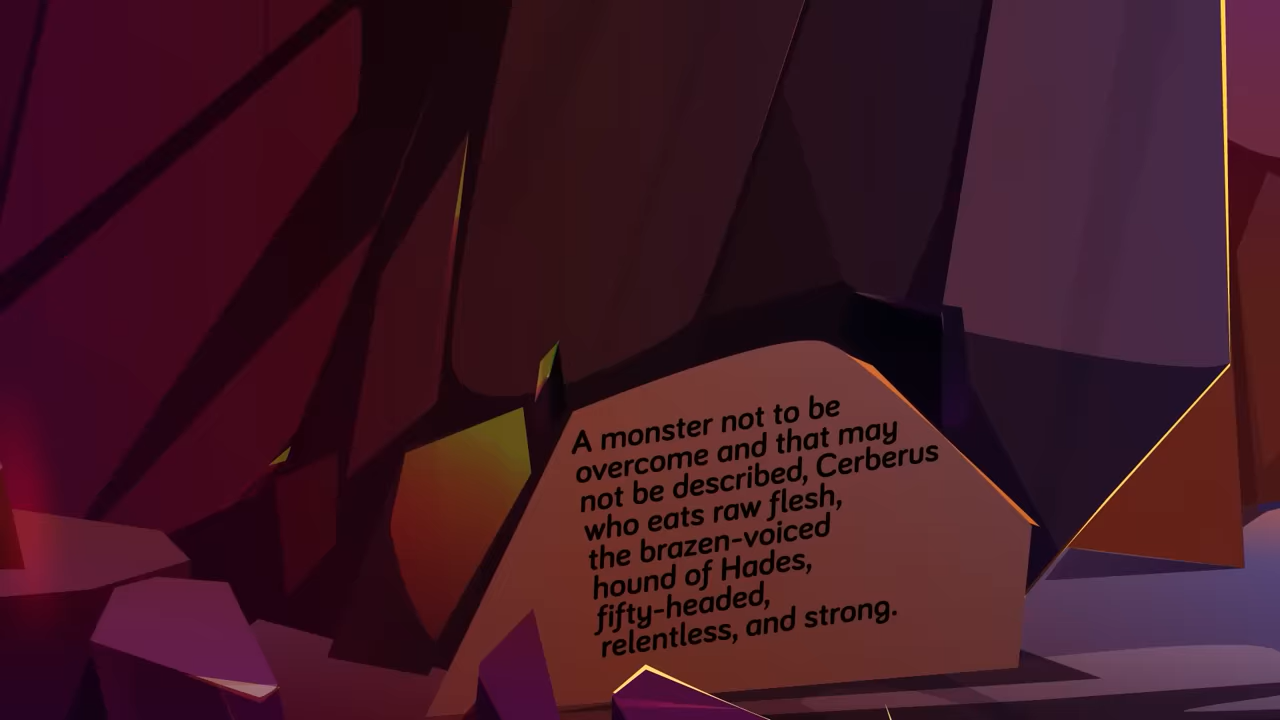 A monster not to be
overcome and that may
not be described, Cerberus
who eats raw flesh,
the brazen-voiced
hound of Hades,
fifty-headed,
relentless, and strong.